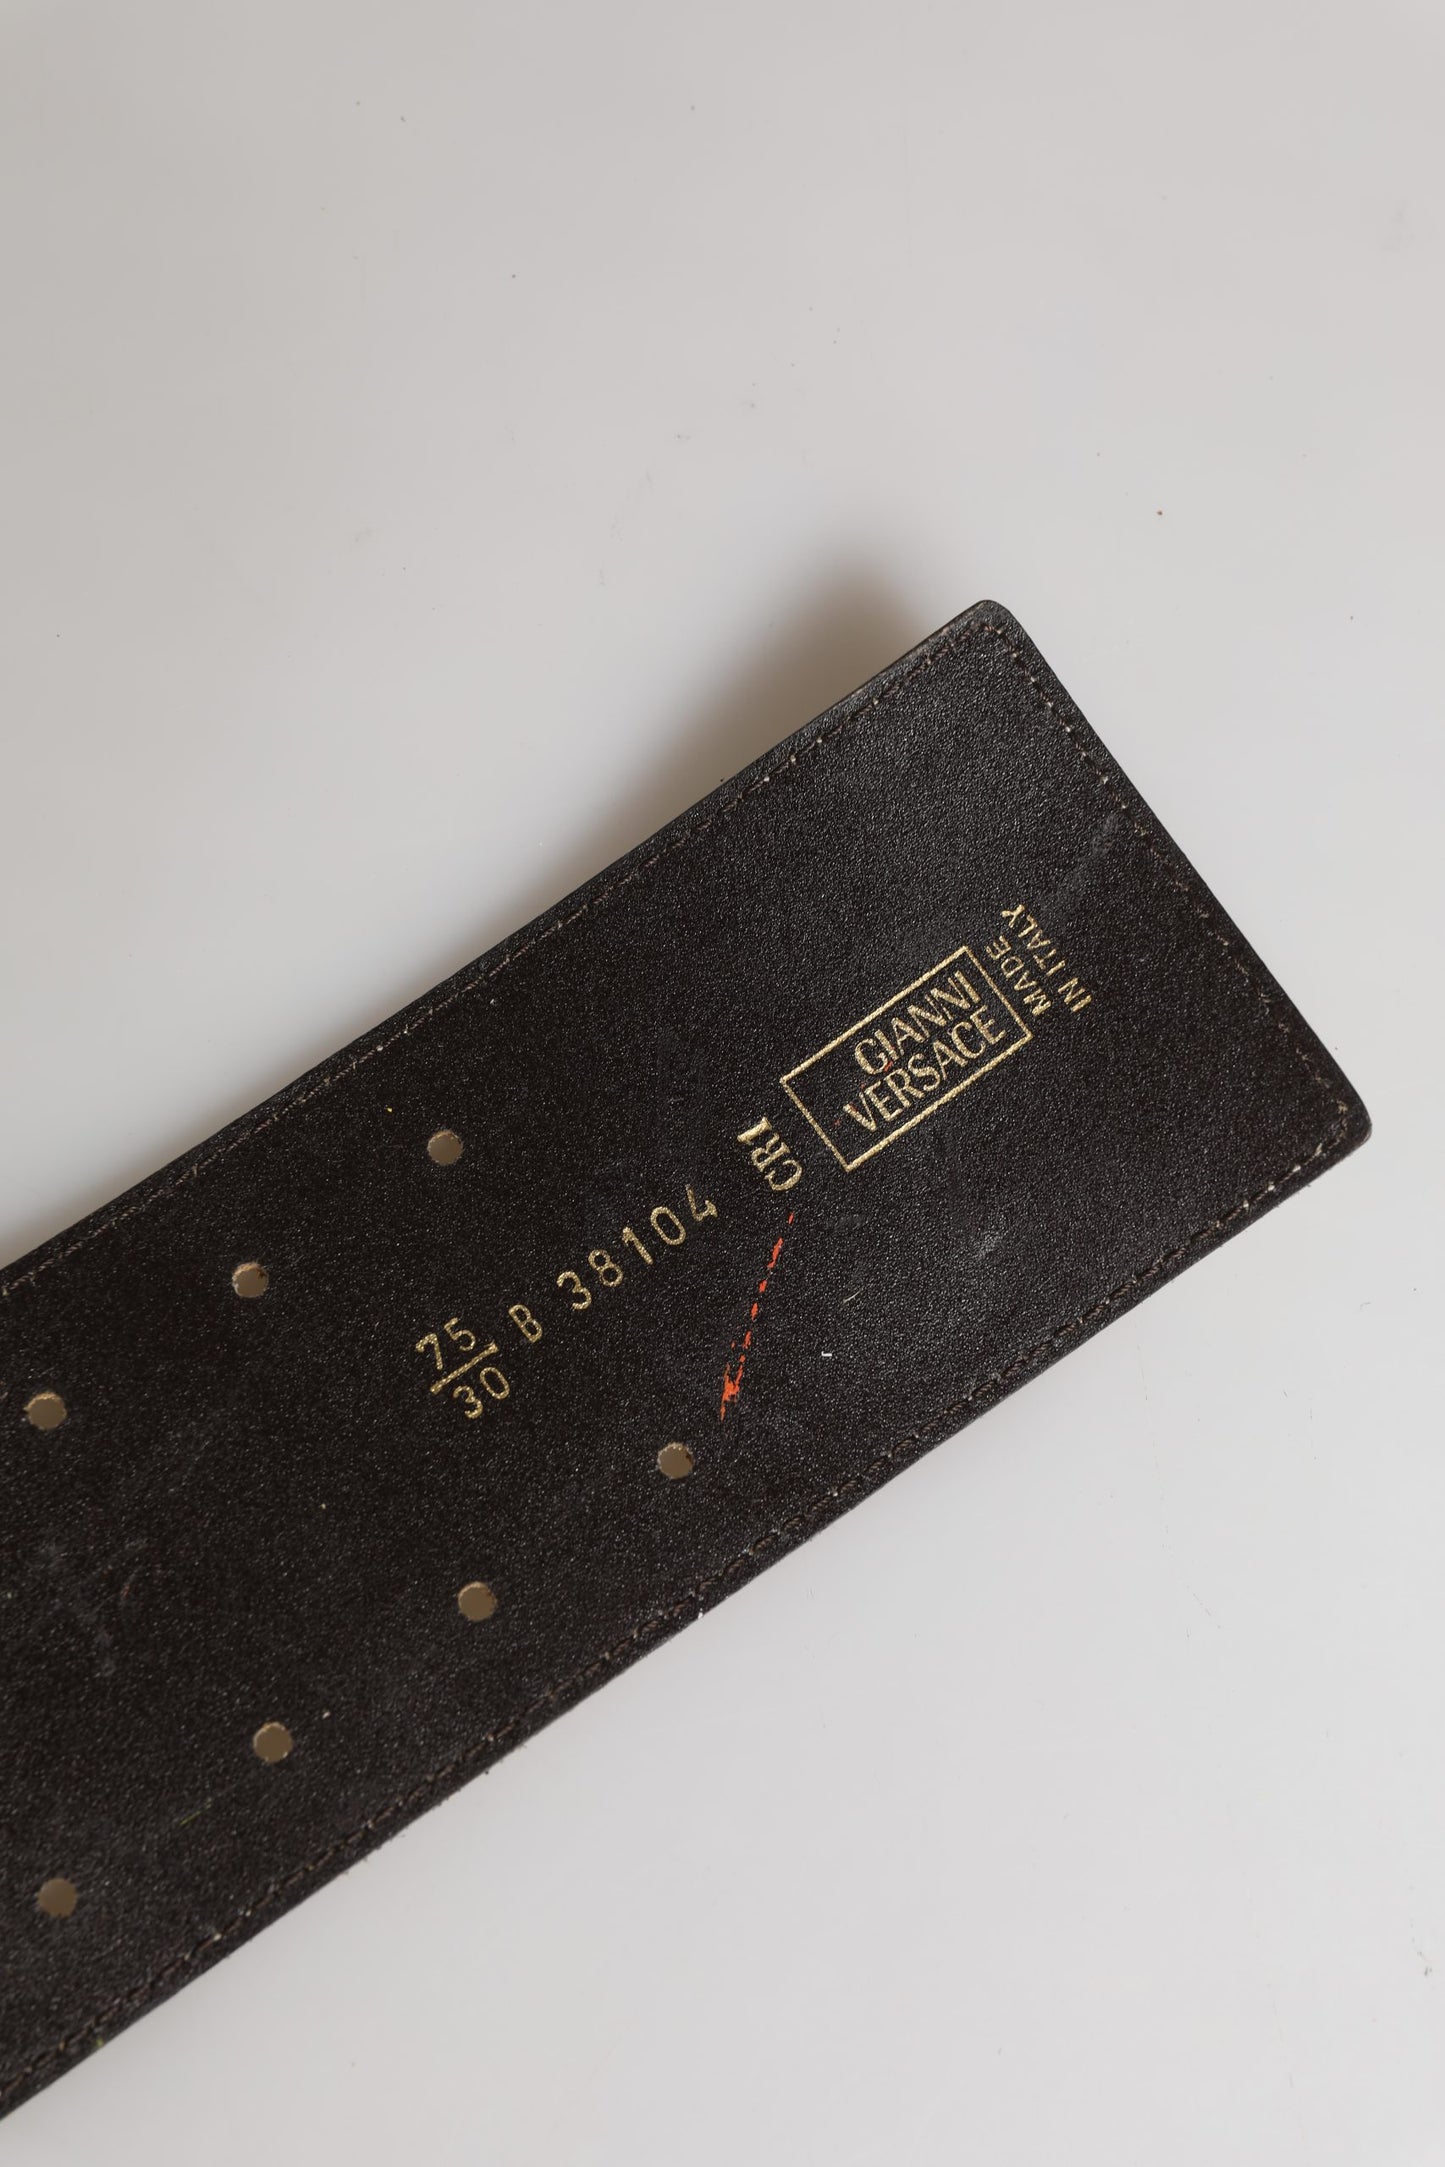 75
30
B 38104
CR1
GIANNI
VERSACE
MADE
IN ITALY